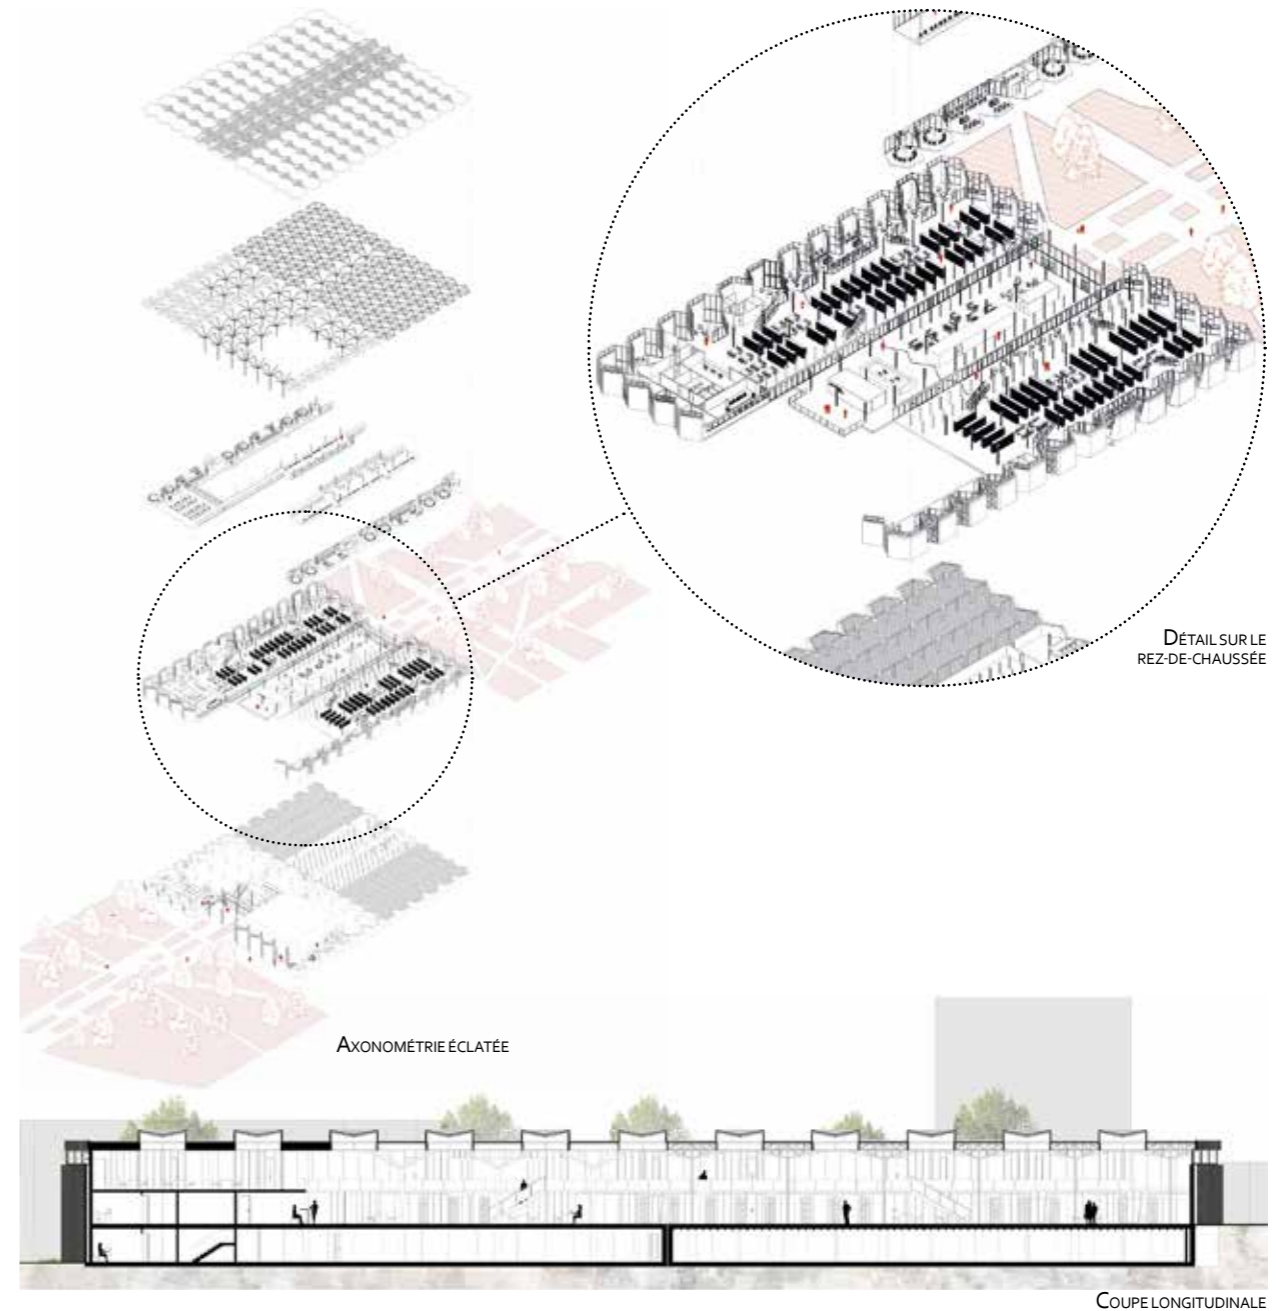 DÉTAIL SUR LE
REZ-DE-CHAUSSÉE
AXONOMÉTRIE ÉCLATÉE
COUPE LONGITUDINALE